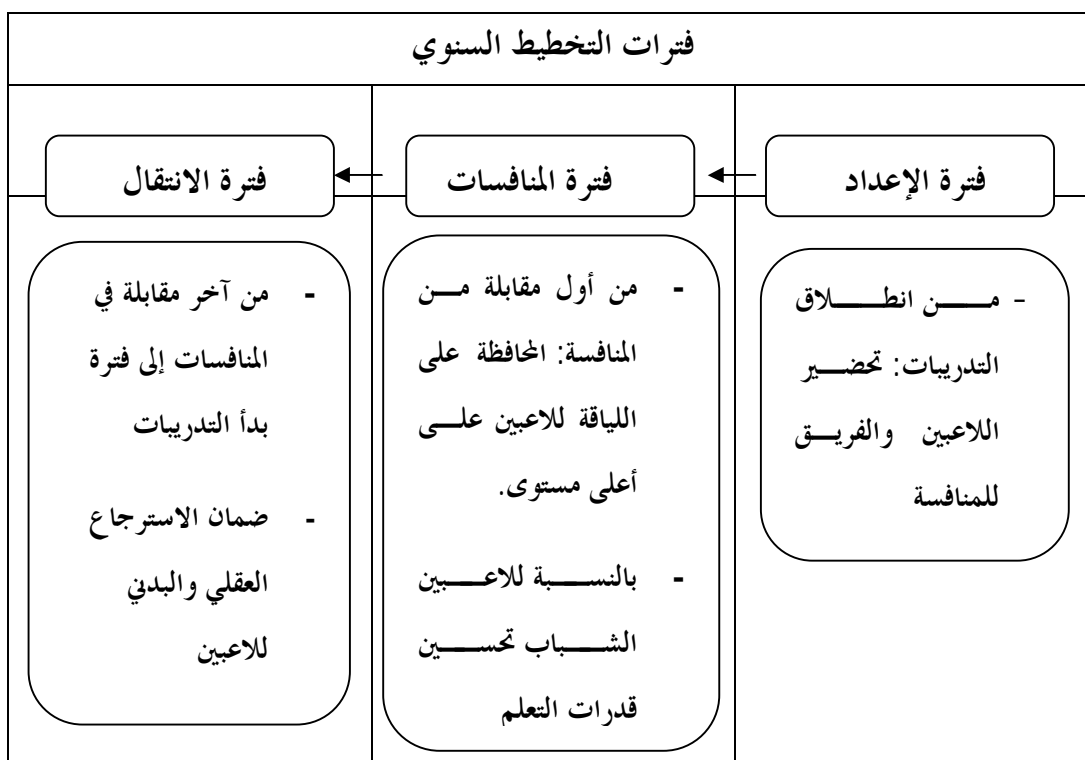 فترات التخطيط السنوي
فترة الإعداد
فترة المنافسات
فترة الانتقال
- من انطلاق
التدريبات: تحضير
اللاعبين والفريق
للمنافسة
- من أول مقابلة من
المنافسة: المحافظة على
اللياقة للاعبين على
أعلى مستوى.
- بالنسبة للاعبين
الشباب تحسين
قدرات التعلم
- من آخر مقابلة في
المنافسات إلى فترة
بدأ التدريبات
- ضمان الاسترجاع
العقلي والبدني
للاعبين